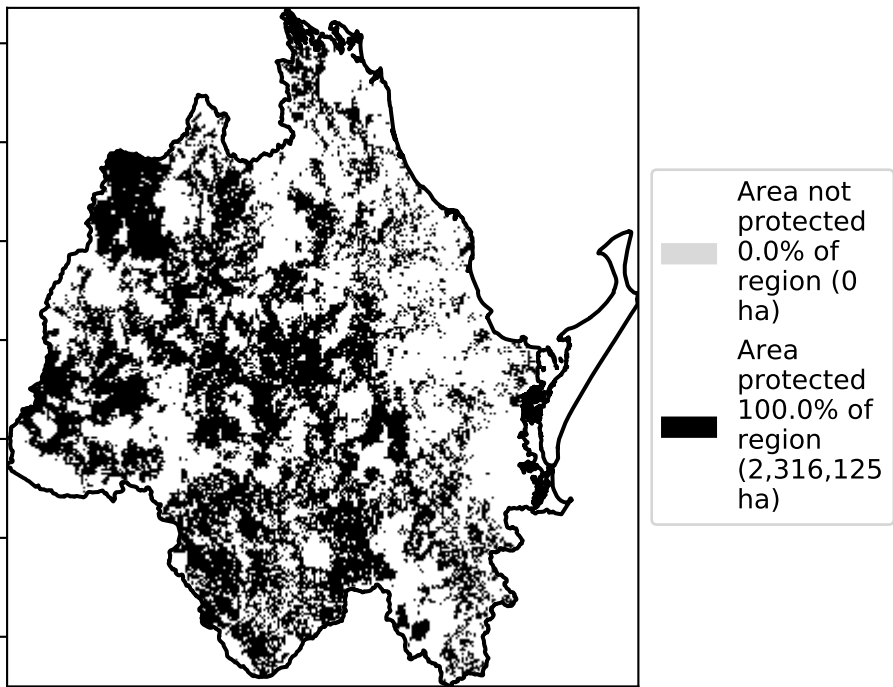 Area not
protected
0.0% of
region (0
ha)
Area
protected
100.0% of
region
(2,316,125
ha)